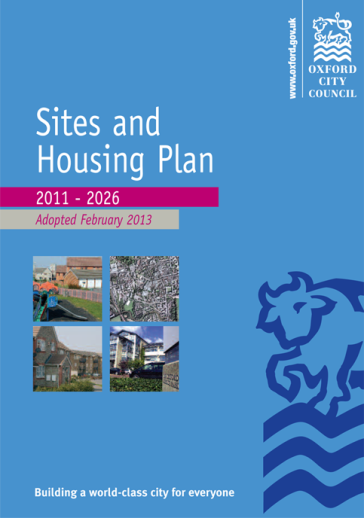 www.oxford.gov.uk
OXFORD
CITY
COUNCIL
Sites and
Housing Plan
2011 - 2026
Adopted February 2013
Building a world-class city for everyone